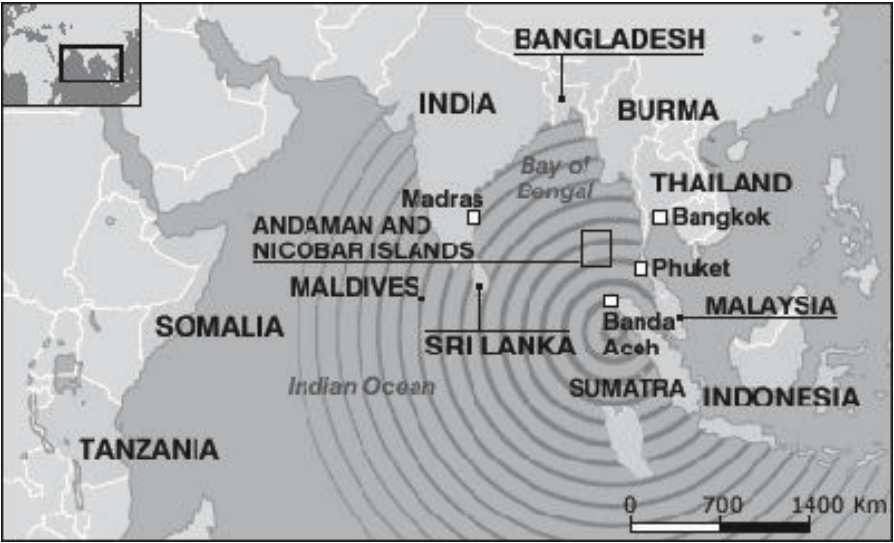 BANGLADESH
INDIA
BURMA
Bay of
Bengal
THAILAND
Madras
Bangkok
ANDAMAN AND
NICOBAR ISLANDS
Phuket
MALDIVES
MALAYSIA
SOMALIA
Banda
Aceh
SRI LANKA
Indian Ocean
SUMATRA
INDONESIA
TANZANIA
0 700 1400 Km